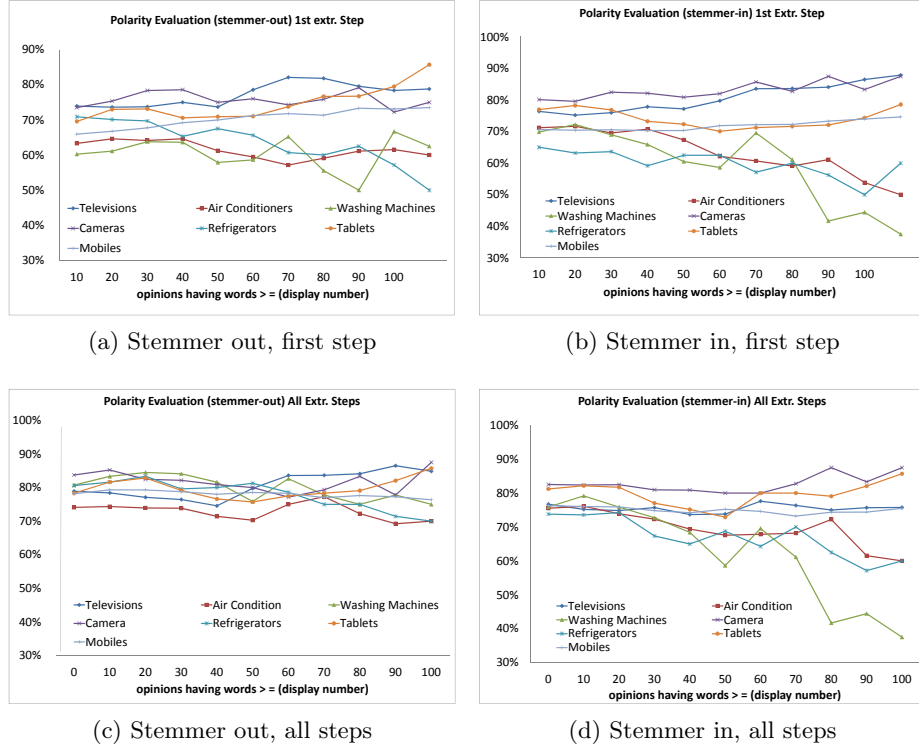 Polarity Evaluation (stemmer-out) 1st extr. Step
90%
80%
70%
60%
50%
40%
30%
Televisions Air Conditioners Washing Machines
Cameras Refrigerators Tablets
Mobiles
10 20 30 40 50 60 70 80 90 100
opinions having words > = (display number)
(a) Stemmer out, first step
Polarity Evaluation (stemmer-in) 1st Extr. Step
100%
90%
80%
70%
60%
50%
40%
30%
Televisions Air Conditioners
Washing Machines Cameras
Refrigerators Tablets
Mobiles
10 20 30 40 50 60 70 80 90 100
opinions having words > = (display number)
(b) Stemmer in, first step
Polarity Evaluation (stemmer-out) All Extr. Steps
100%
90%
80%
70%
60%
50%
40%
30%
Televisions Air Condition Washing Machines
Camera Refrigerators Tablets
Mobiles
0 10 20 30 40 50 60 70 80 90 100
opinions having words > = (display number)
(c) Stemmer out, all steps
Polarity Evaluation (stemmer-in) All Extr. Steps
100%
90%
80%
70%
60%
50%
40%
30%
Televisions Air Condition
Washing Machines Camera
Refrigerators Tablets
Mobiles
0 10 20 30 40 50 60 70 80 90 100
opinions having words > = (display number)
(d) Stemmer in, all steps